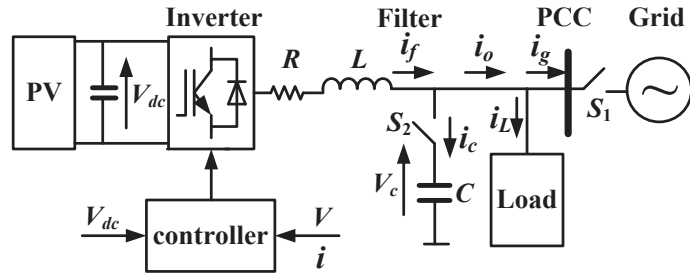 Inverter Filter PCC Grid
R L i_f i_o i_g
PV V_dc
S_1
S_2 i_c i_L
V_c C Load
V_dc controller V
i